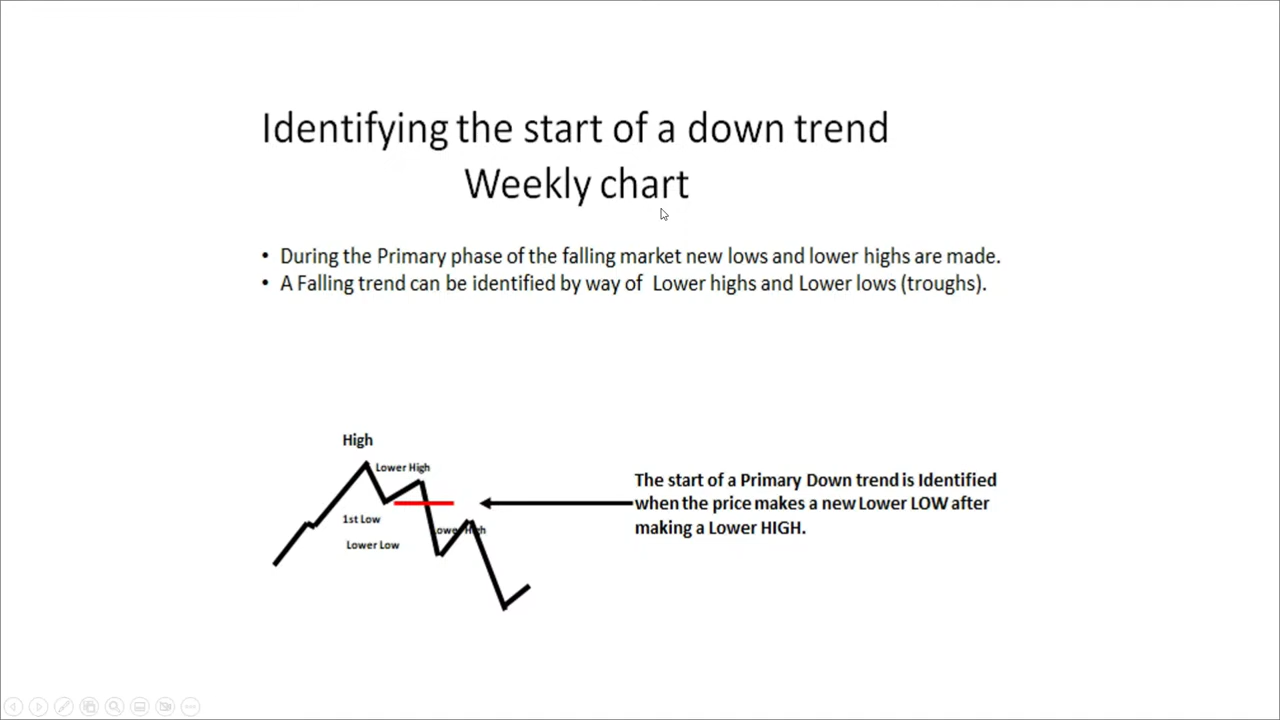 Identifying the start of a down trend
Weekly chart
• During the Primary phase of the falling market new lows and lower highs are made.
• A Falling trend can be identified by way of Lower highs and Lower lows (troughs).
High
Lower High
The start of a Primary Down trend is Identified
when the price makes a new Lower LOW after
making a Lower HIGH.
1st Low
Lower High
Lower Low